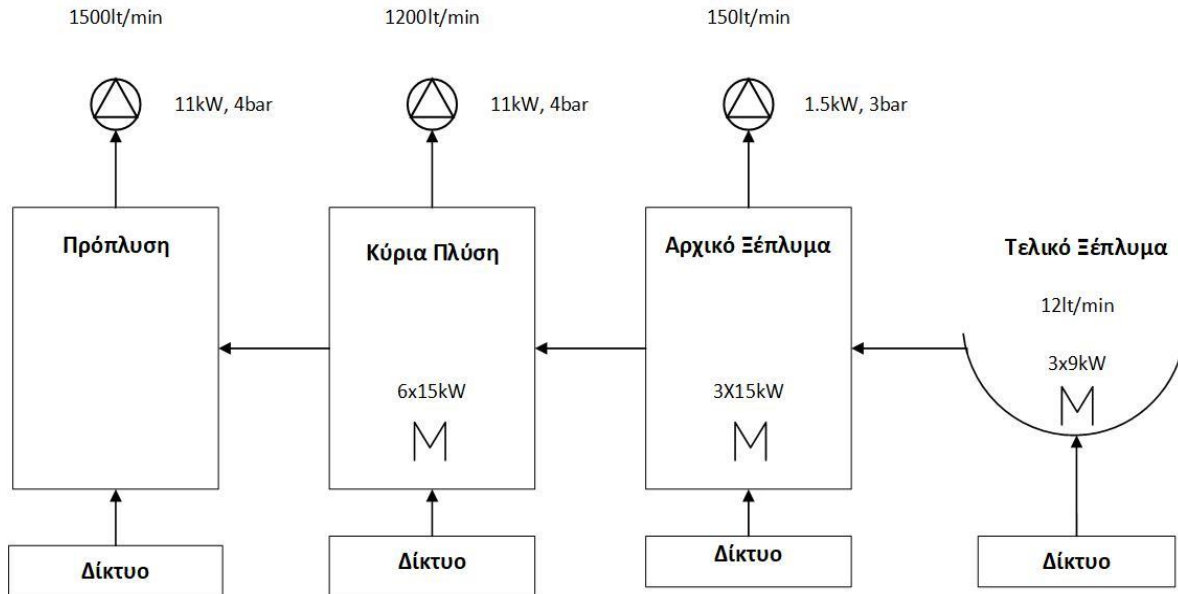 1500lt/min
1200lt/min
150lt/min
11kW, 4bar
11kW, 4bar
1.5kW, 3bar
Πρόπλυση
Κύρια Πλύση
Αρχικό Ξέπλυμα
Τελικό Ξέπλυμα
12lt/min
6x15kW
3X15kW
3x9kW
Δίκτυο
Δίκτυο
Δίκτυο
Δίκτυο